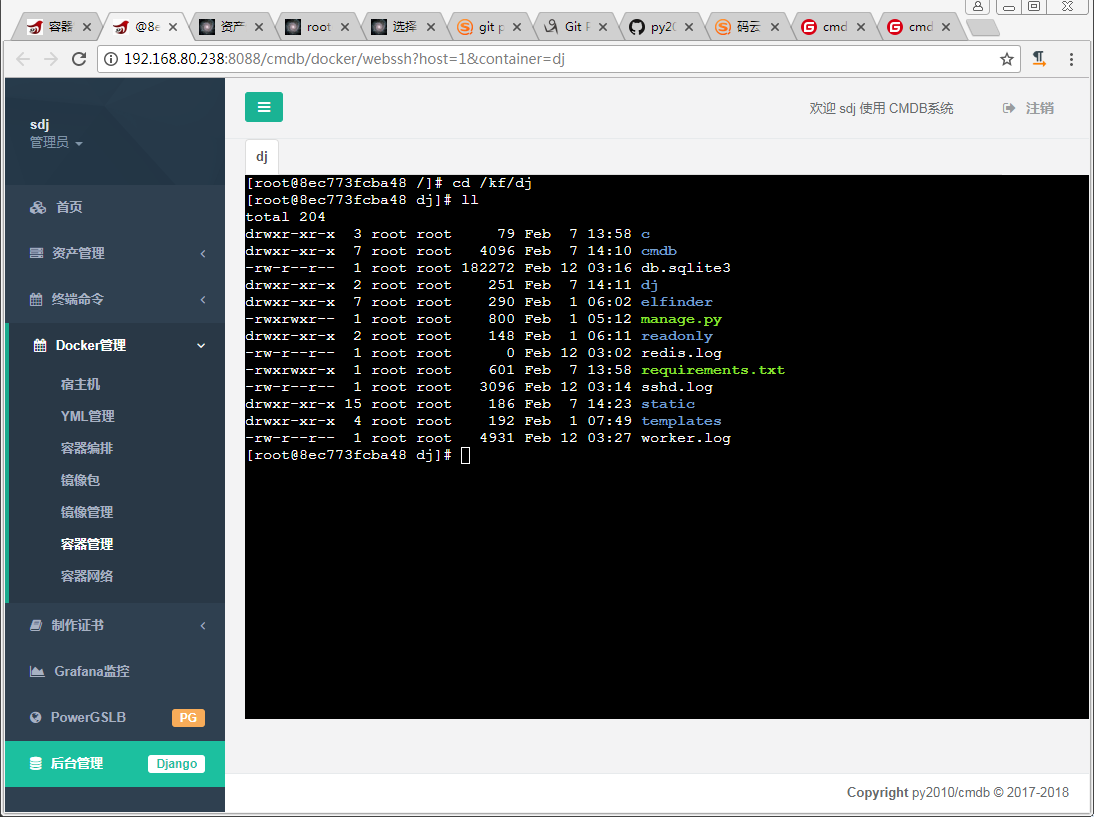 容器
@8e
资产
root
选择
git p
Git F
py20
码云
cmd
cmd
192.168.80.238:8088/cmdb/docker/webssh?host=1&container=dj
sdj
管理员
欢迎 sdj 使用 CMDB系统
注销
首页
资产管理
终端命令
Docker管理
宿主机
YML管理
容器编排
镜像包
镜像管理
容器管理
容器网络
制作证书
Grafana监控
PowerGSLB PG
后台管理 Django
dj
[root@8ec773fcba48 /]# cd /kf/dj
[root@8ec773fcba48 dj]# ll
total 204
drwxr-xr-x  3 root root     79 Feb  7 13:58 c
drwxr-xr-x  7 root root   4096 Feb  7 14:10 cmdb
-rw-r--r--  1 root root 182272 Feb 12 03:16 db.sqlite3
drwxr-xr-x  2 root root    251 Feb  7 14:11 dj
drwxr-xr-x  7 root root    290 Feb  1 06:02 elfinder
-rwxrwxr--  1 root root    800 Feb  1 05:12 manage.py
drwxr-xr-x  2 root root    148 Feb  1 06:11 readonly
-rw-r--r--  1 root root      0 Feb 12 03:02 redis.log
-rwxrwxr-x  1 root root    601 Feb  7 13:58 requirements.txt
-rw-r--r--  1 root root   3096 Feb 12 03:14 sshd.log
drwxr-xr-x 15 root root    186 Feb  7 14:23 static
drwxr-xr-x  4 root root    192 Feb  1 07:49 templates
-rw-r--r--  1 root root   4931 Feb 12 03:27 worker.log
[root@8ec773fcba48 dj]#
Copyright py2010/cmdb © 2017-2018